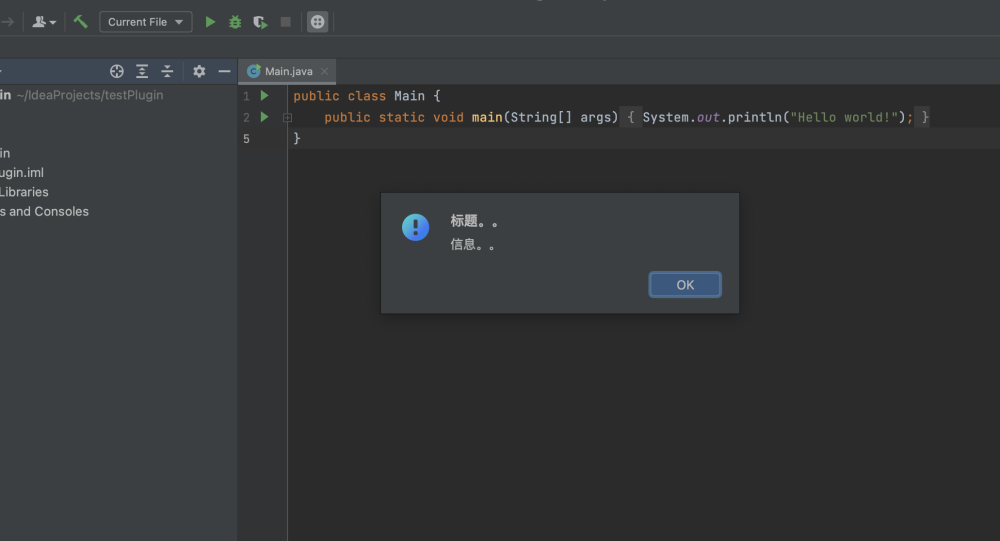 Current File
Main.java
in ~/IdeaProjects/testPlugin
in
ugin.iml
Libraries
s and Consoles
1 public class Main {
2 public static void main(String[] args) { System.out.println("Hello world!"); }
5 }
标题。。
信息。。
OK